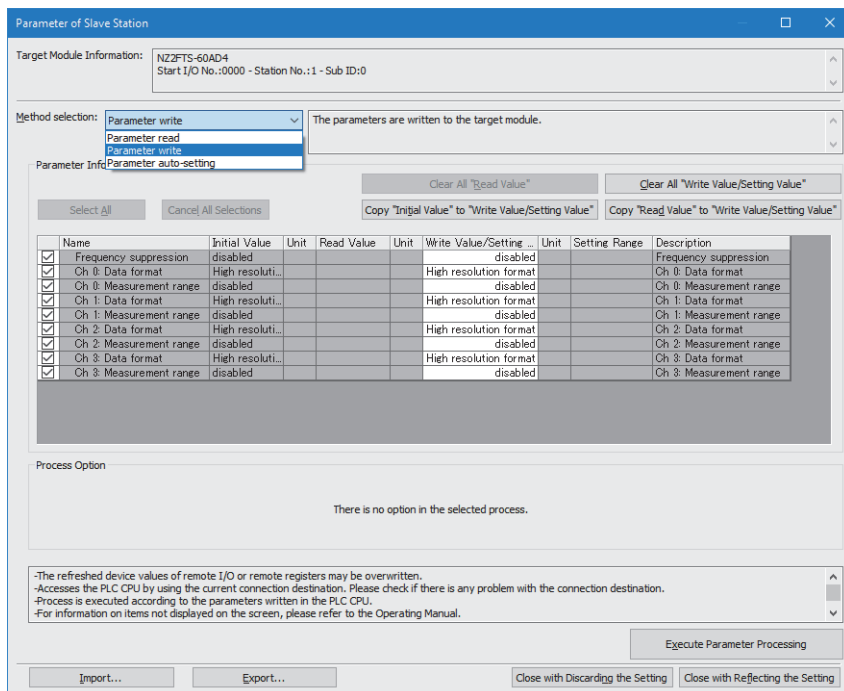 Parameter of Slave Station
Target Module Information:
NZ2FTS-60AD4
Start I/O No.:0000 - Station No.:1 - Sub ID:0
Method selection: Parameter write The parameters are written to the target module.
Parameter read
Parameter write
Parameter auto-setting
Parameter Info
Clear All "Read Value" Clear All "Write Value/Setting Value"
Select All Cancel All Selections Copy "Initial Value" to "Write Value/Setting Value" Copy "Read Value" to "Write Value/Setting Value"
Name Initial Value Unit Read Value Unit Write Value/Setting ... Unit Setting Range Description
Frequency suppression disabled disabled Frequency suppression
Ch 0: Data format High resoluti... High resolution format Ch 0: Data format
Ch 0: Measurement range disabled disabled Ch 0: Measurement range
Ch 1: Data format High resoluti... High resolution format Ch 1: Data format
Ch 1: Measurement range disabled disabled Ch 1: Measurement range
Ch 2: Data format High resoluti... High resolution format Ch 2: Data format
Ch 2: Measurement range disabled disabled Ch 2: Measurement range
Ch 3: Data format High resoluti... High resolution format Ch 3: Data format
Ch 3: Measurement range disabled disabled Ch 3: Measurement range
Process Option
There is no option in the selected process.
-The refreshed device values of remote I/O or remote registers may be overwritten.
-Accesses the PLC CPU by using the current connection destination. Please check if there is any problem with the connection destination.
-Process is executed according to the parameters written in the PLC CPU.
-For information on items not displayed on the screen, please refer to the Operating Manual.
Execute Parameter Processing
Import... Export... Close with Discarding the Setting Close with Reflecting the Setting